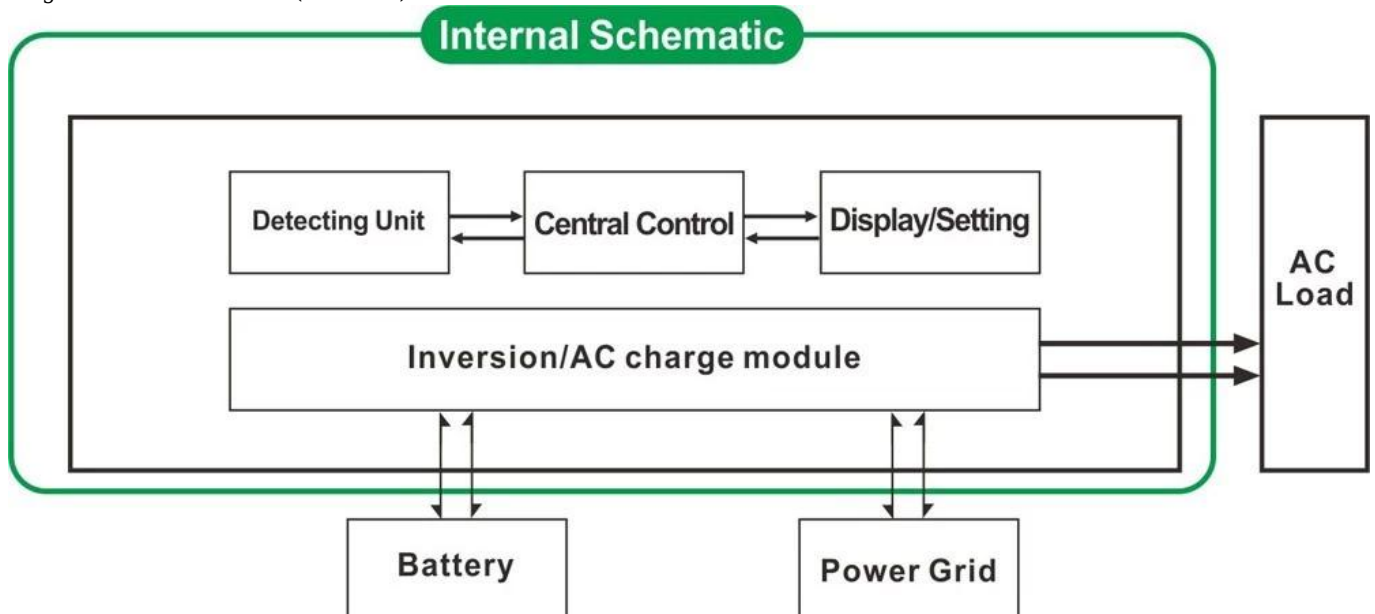 Internal Schematic
Detecting Unit
Central Control
Display/Setting
AC
Load
Inversion/AC charge module
Battery
Power Grid